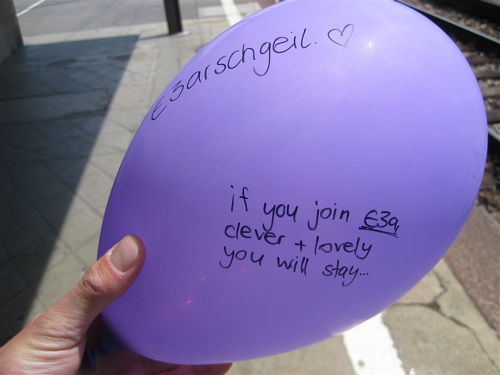 E3arschgeil. ♡
if you join E3a,
clever + lovely
you will stay...